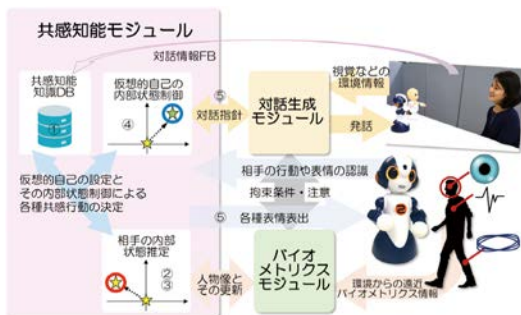 共感知能モジュール
対話情報FB
共感知能
知識DB
①
仮想的自己の
内部状態制御
④
⑤
対話指針
対話生成
モジュール
視覚などの
環境情報
発話
仮想的自己の設定と
その内部状態制御による
各種共感行動の決定
相手の行動や表情の認識
拘束条件・注意
⑤ 各種表情表出
相手の内部
状態推定
②
③
人物像と
その更新
バイオ
メトリクス
モジュール
環境からの遠近
バイオメトリクス情報